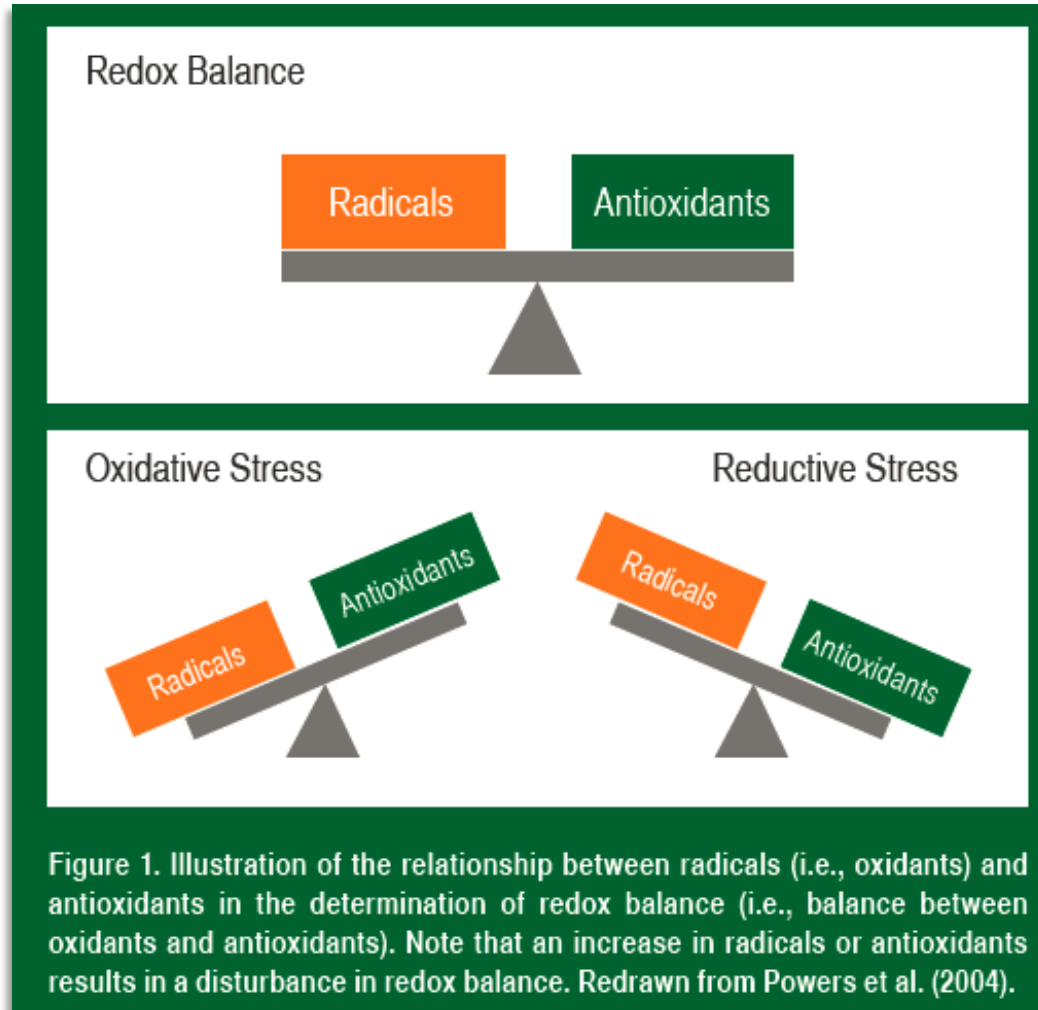 Redox Balance
Radicals
Antioxidants
Oxidative Stress
Reductive Stress
Radicals
Antioxidants
Radicals
Antioxidants
Figure 1. Illustration of the relationship between radicals (i.e., oxidants) and
antioxidants in the determination of redox balance (i.e., balance between
oxidants and antioxidants). Note that an increase in radicals or antioxidants
results in a disturbance in redox balance. Redrawn from Powers et al. (2004).